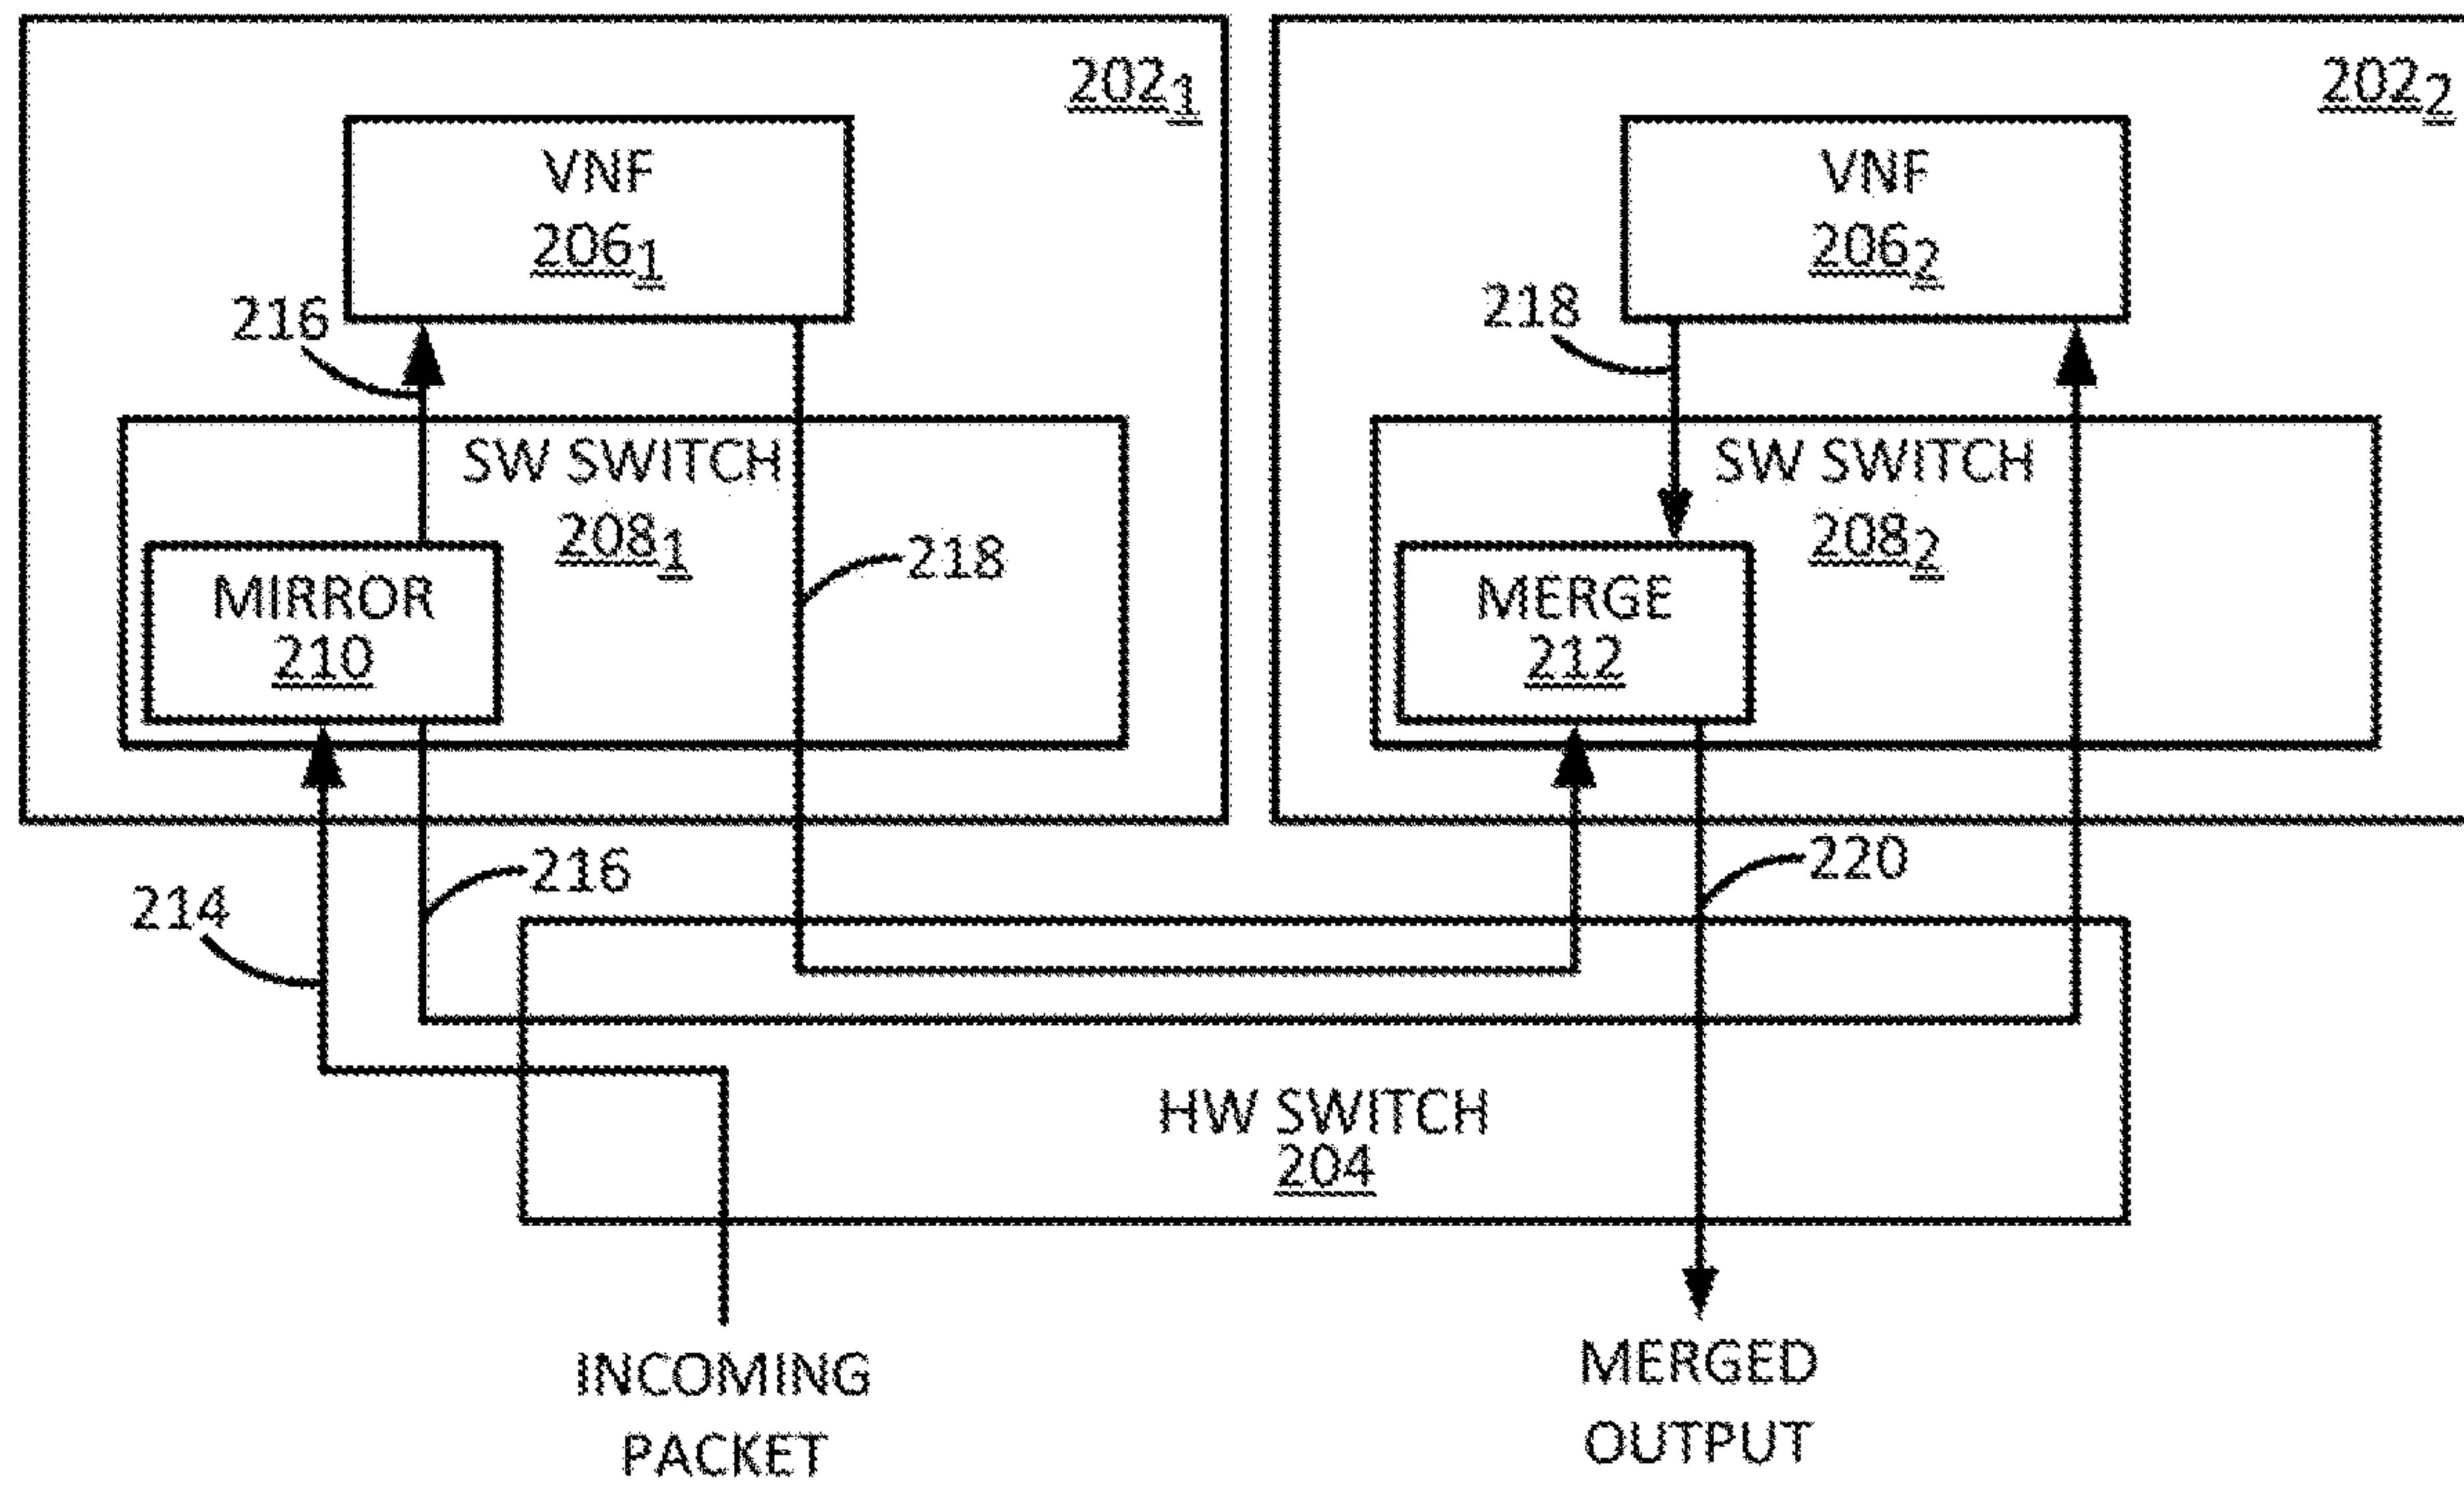 202₁
202₂
VNF
206₁
VNF
206₂
216
218
SW SWITCH
208₁
SW SWITCH
208₂
218
MIRROR
210
MERGE
212
216
220
214
HW SWITCH
204
INCOMING
PACKET
MERGED
OUTPUT